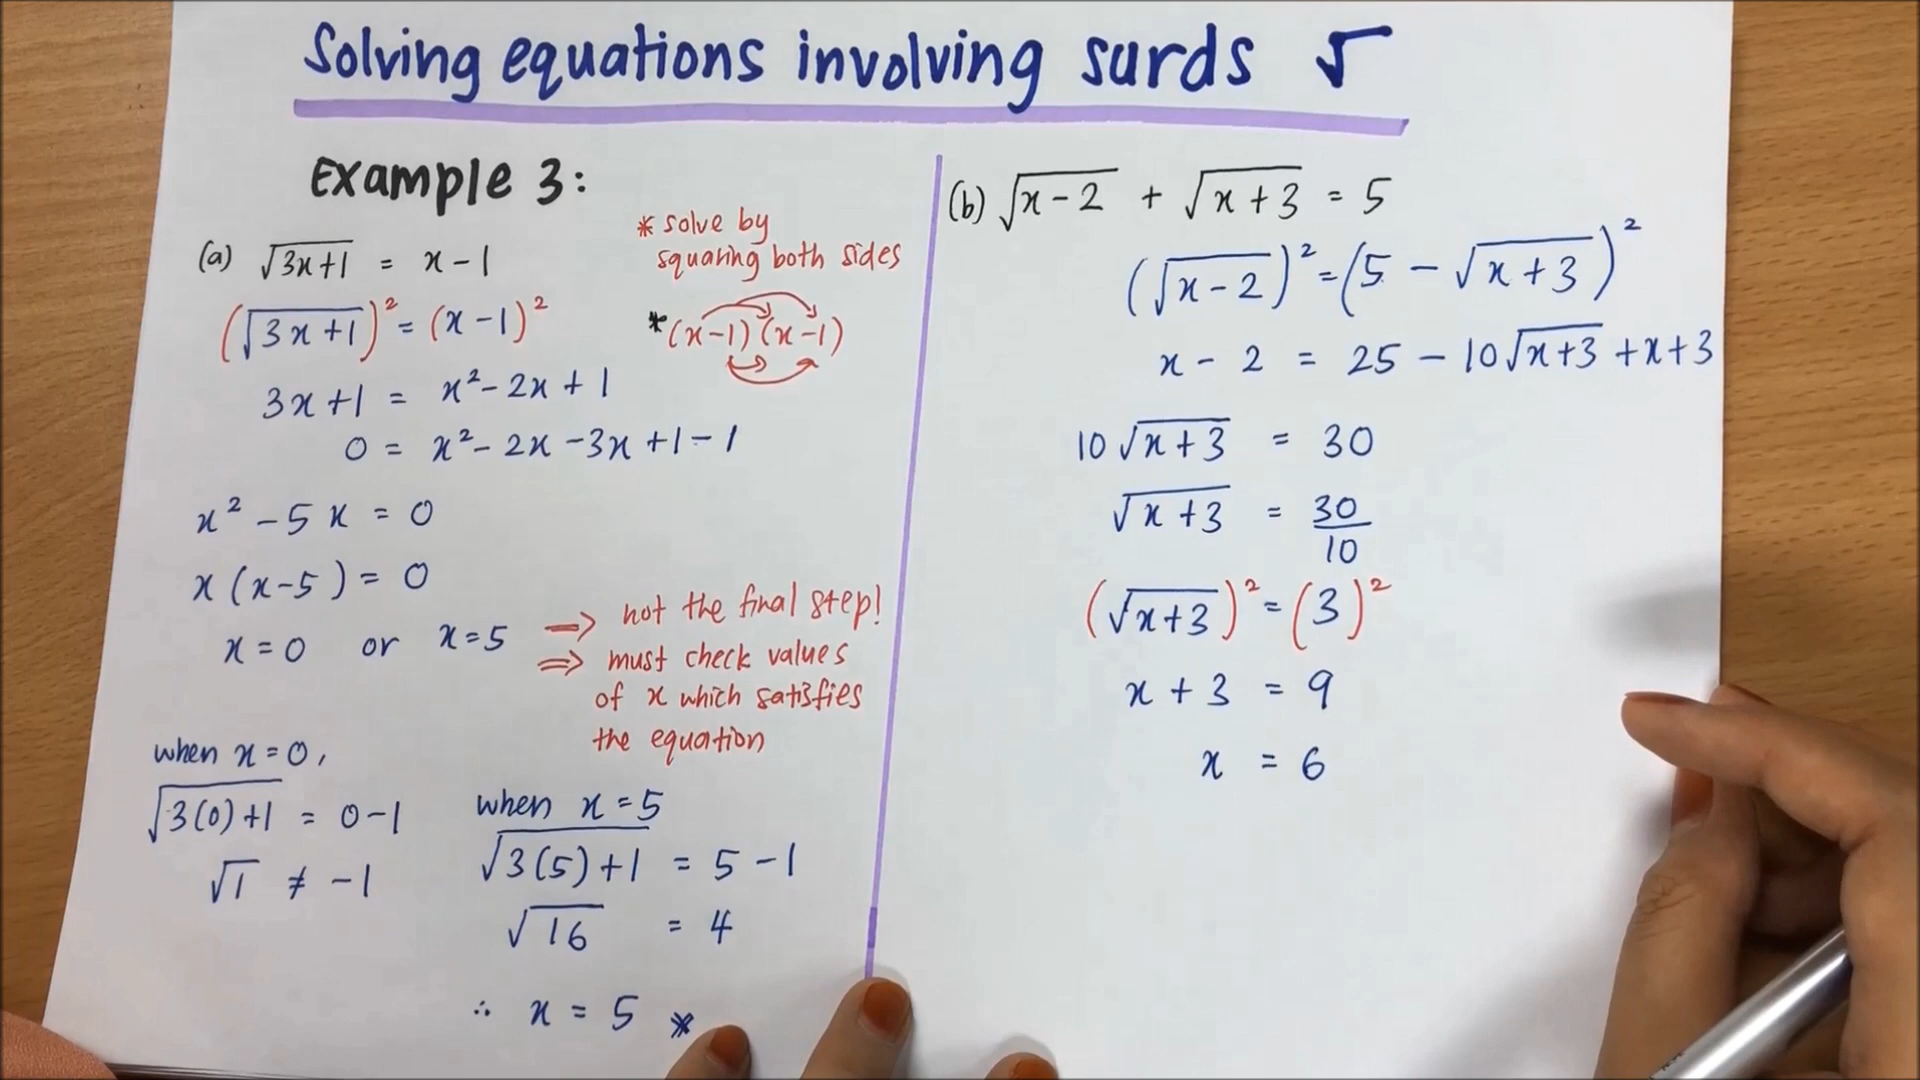 Solving equations involving surds √
Example 3:
(a) √(3x+1) = x-1
* solve by
squaring both sides
(√(3x+1))² = (x-1)²
*(x-1)(x-1)
3x+1 = x²-2x+1
0 = x²-2x-3x+1-1
x²-5x = 0
x(x-5) = 0
x=0 or x=5
⇒ not the final step!
⇒ must check values
of x which satisfies
the equation
when x=0,
√(3(0)+1) = 0-1
√1 ≠ -1
when x=5
√(3(5)+1) = 5-1
√16 = 4
∴ x = 5 *
(b) √(x-2) + √(x+3) = 5
(√(x-2))² = (5 - √(x+3))²
x - 2 = 25 - 10√(x+3) + x+3
10√(x+3) = 30
√(x+3) = 30/10
(√(x+3))² = (3)²
x + 3 = 9
x = 6